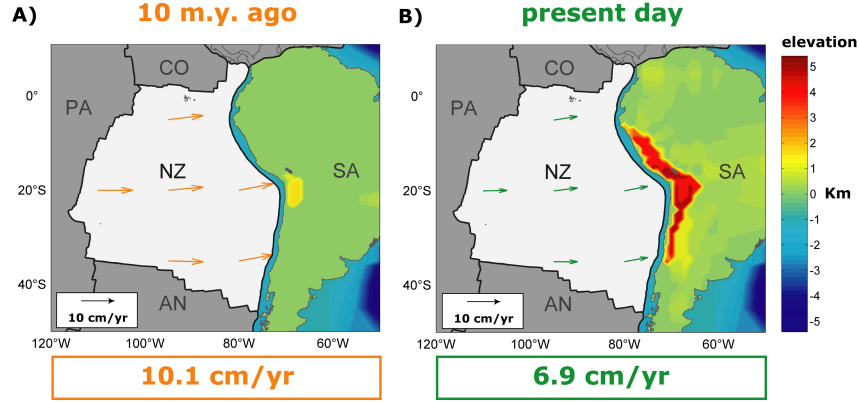 A)
10 m.y. ago
B)
present day
elevation
CO
PA
NZ
SA
AN
0°
20°S
40°S
10 cm/yr
120°W
100°W
80°W
60°W
10.1 cm/yr
CO
PA
NZ
SA
AN
0°
20°S
40°S
10 cm/yr
120°W
100°W
80°W
60°W
6.9 cm/yr
5
4
3
2
1
0
-1
-2
-3
-4
-5
Km